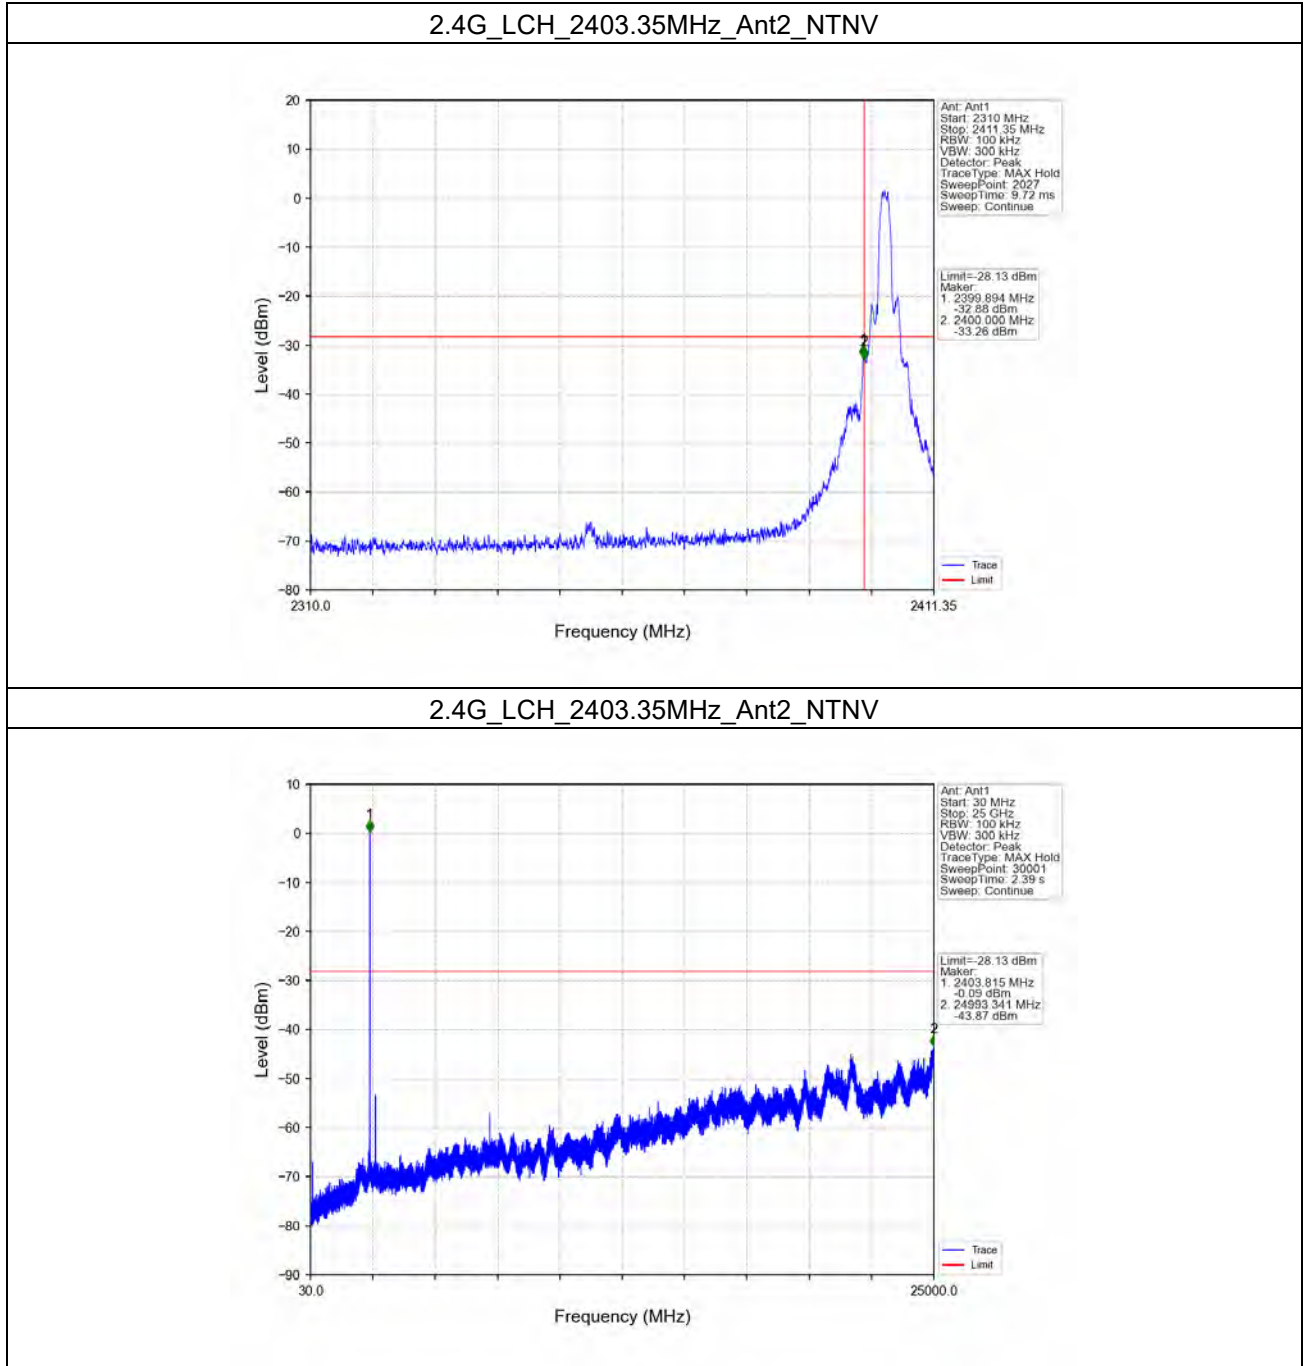 2.4G_LCH_2403.35MHz_Ant2_NTNV
20
10
0
−10
−20
−30
−40
−50
−60
−70
−80
Level (dBm)
2310.0
2411.35
Frequency (MHz)
2
Ant: Ant1
Start: 2310 MHz
Stop: 2411.35 MHz
RBW: 100 kHz
VBW: 300 kHz
Detector: Peak
TraceType: MAX Hold
SweepPoint: 2027
SweepTime: 9.72 ms
Sweep: Continue
Limit=-28.13 dBm
Maker:
1. 2399.894 MHz
-32.88 dBm
2. 2400.000 MHz
-33.26 dBm
Trace
Limit
2.4G_LCH_2403.35MHz_Ant2_NTNV
10
0
−10
−20
−30
−40
−50
−60
−70
−80
−90
Level (dBm)
30.0
25000.0
Frequency (MHz)
1
2
Ant: Ant1
Start: 30 MHz
Stop: 25 GHz
RBW: 100 kHz
VBW: 300 kHz
Detector: Peak
TraceType: MAX Hold
SweepPoint: 30001
SweepTime: 2.39 s
Sweep: Continue
Limit=-28.13 dBm
Maker:
1. 2403.815 MHz
-0.09 dBm
2. 24993.341 MHz
-43.87 dBm
Trace
Limit